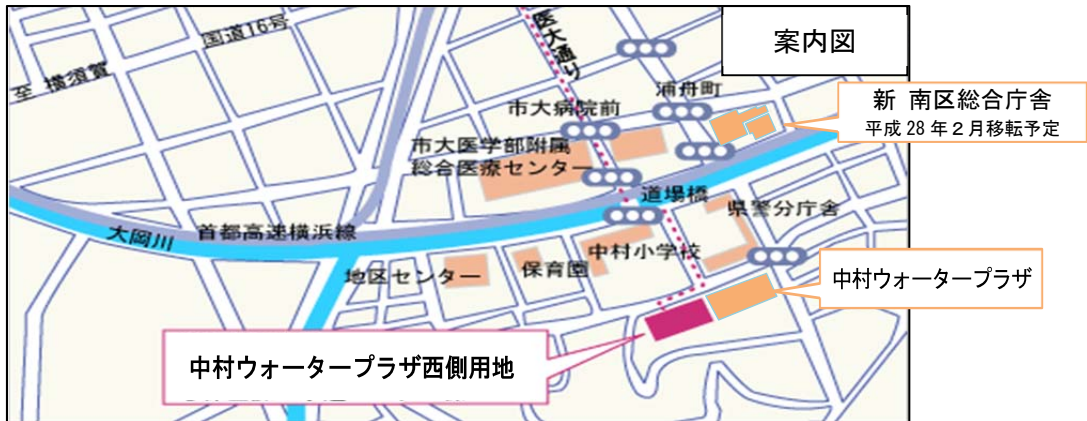 案内図
国道16号
至 横須賀
医大通り
浦舟町
新 南区総合庁舎
平成28年2月移転予定
市大病院前
市大医学部附属
総合医療センター
道場橋
県警分庁舎
大岡川
首都高速横浜線
中村小学校
地区センター
保育園
中村ウォータープラザ
中村ウォータープラザ西側用地